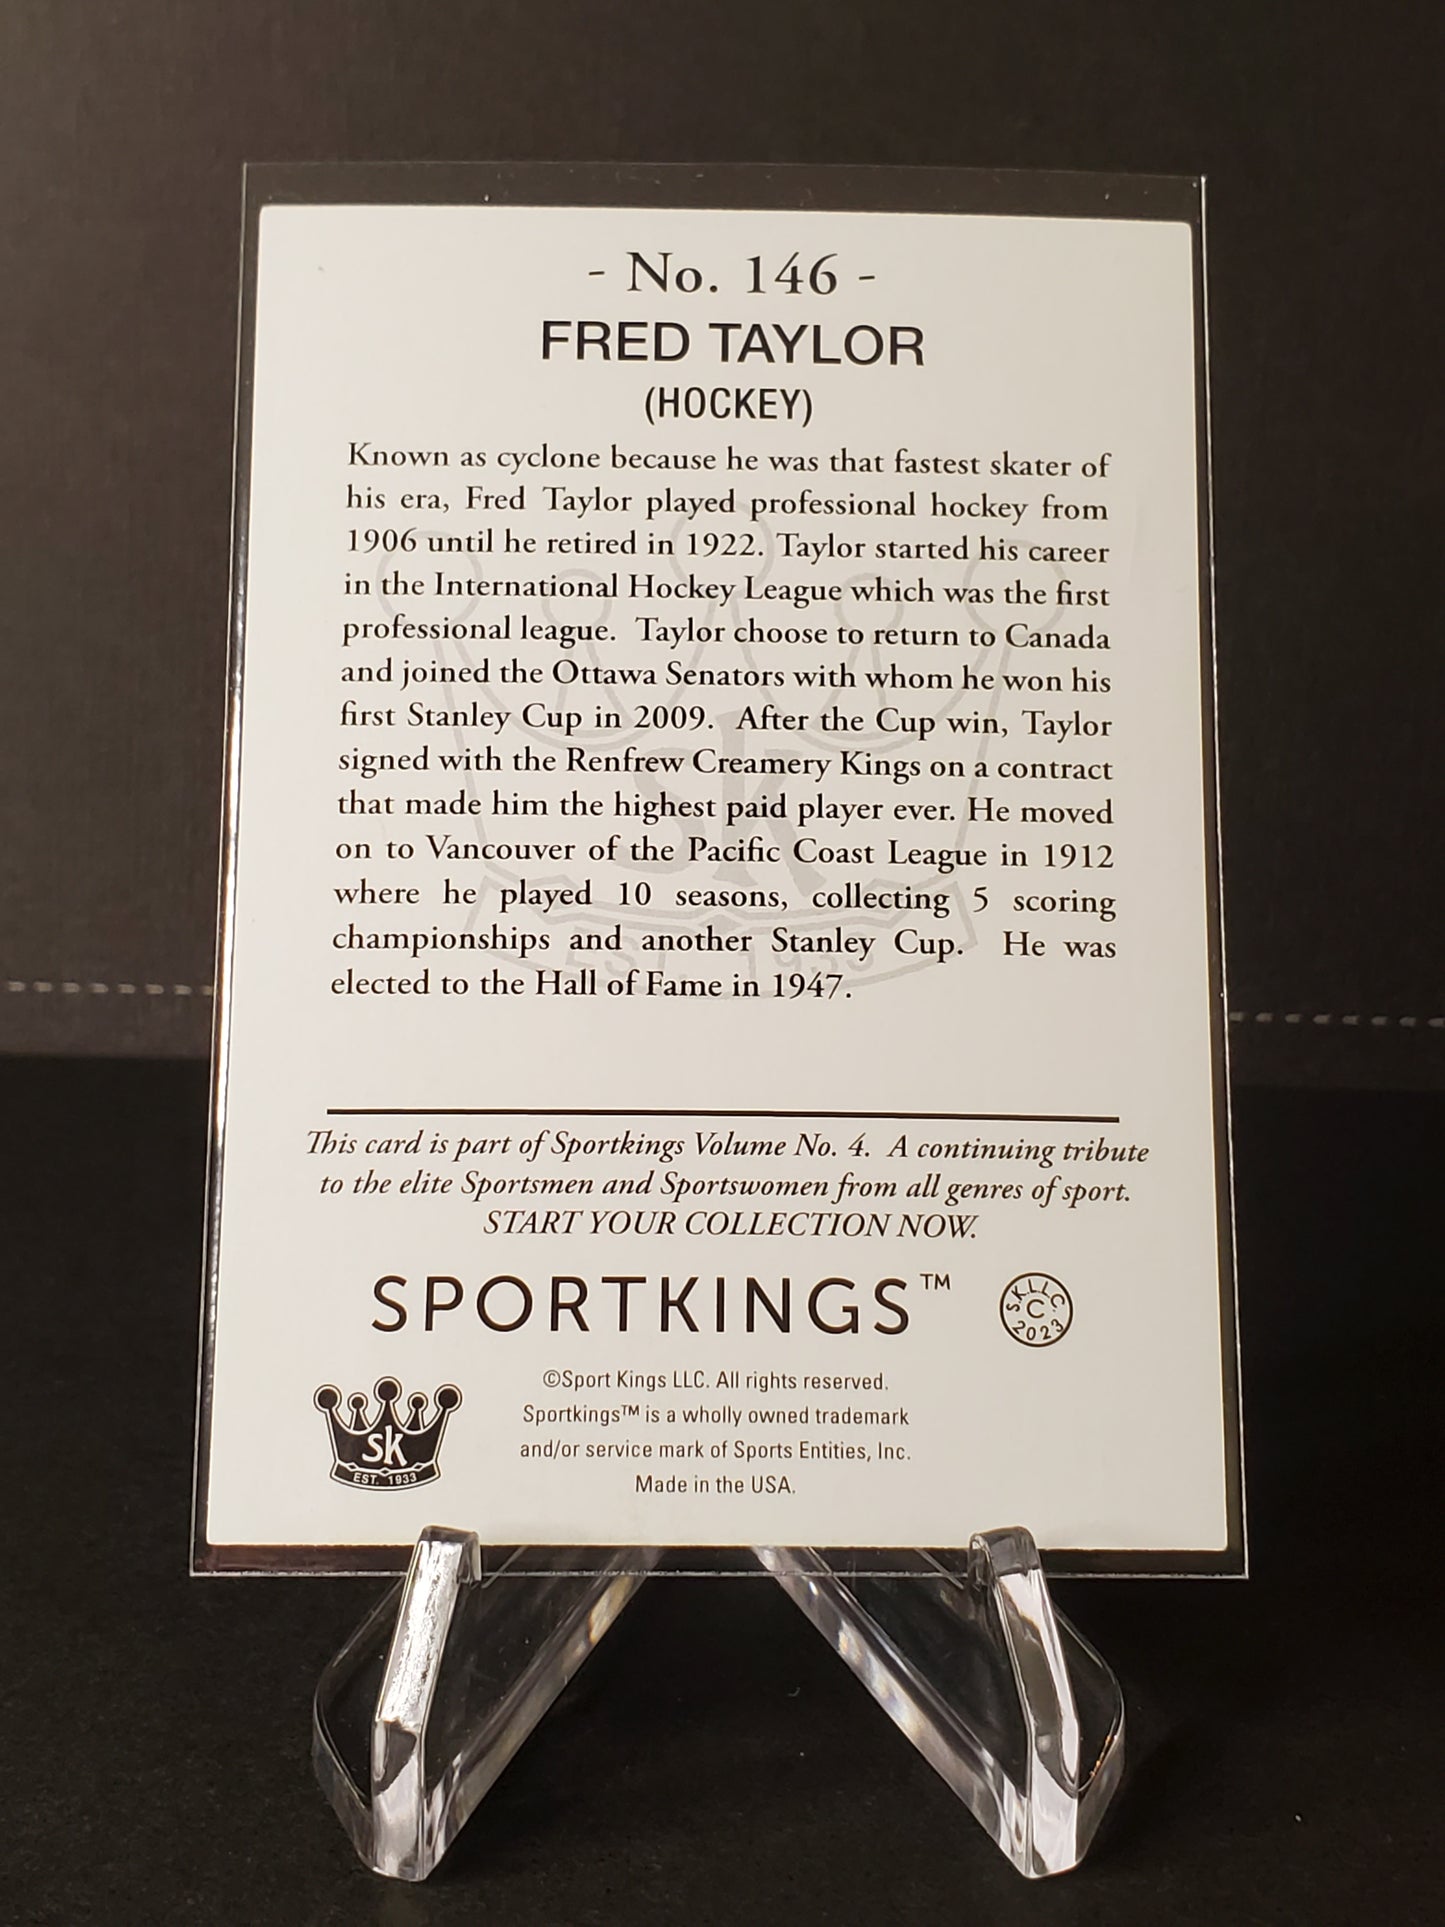 - No. 146 -
FRED TAYLOR
(HOCKEY)
Known as cyclone because he was that fastest skater of
his era, Fred Taylor played professional hockey from
1906 until he retired in 1922. Taylor started his career
in the International Hockey League which was the first
professional league. Taylor choose to return to Canada
and joined the Ottawa Senators with whom he won his
first Stanley Cup in 2009. After the Cup win, Taylor
signed with the Renfrew Creamery Kings on a contract
that made him the highest paid player ever. He moved
on to Vancouver of the Pacific Coast League in 1912
where he played 10 seasons, collecting 5 scoring
championships and another Stanley Cup. He was
elected to the Hall of Fame in 1947.
sk
EST. 1933
This card is part of Sportkings Volume No. 4. A continuing tribute
to the elite Sportsmen and Sportswomen from all genres of sport.
START YOUR COLLECTION NOW.
SPORTKINGS™
S.K.L.L.C.
C
2023
©Sport Kings LLC. All rights reserved.
Sportkings™ is a wholly owned trademark
and/or service mark of Sports Entities, Inc.
Made in the USA.
sk
EST. 1933